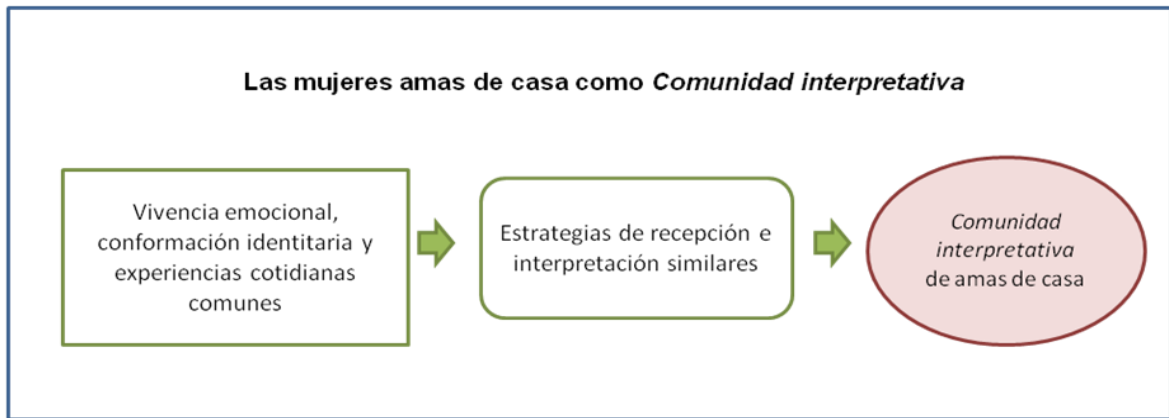 Las mujeres amas de casa como Comunidad interpretativa
Vivencia emocional,
conformación identitaria y
experiencias cotidianas
comunes
Estrategias de recepción e
interpretación similares
Comunidad
interpretativa
de amas de casa